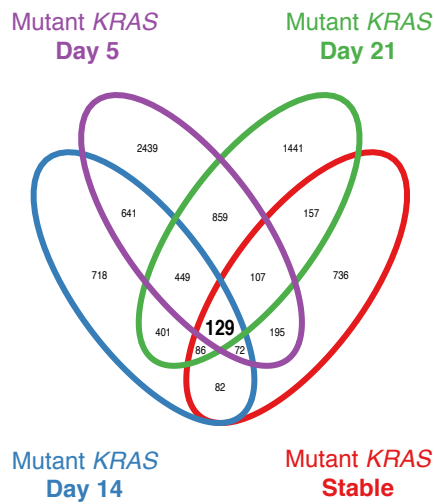 Mutant KRAS
Day 5
Mutant KRAS
Day 21
2439
1441
641
859
157
718
449
107
736
401
129
195
86
72
82
Mutant KRAS
Day 14
Mutant KRAS
Stable